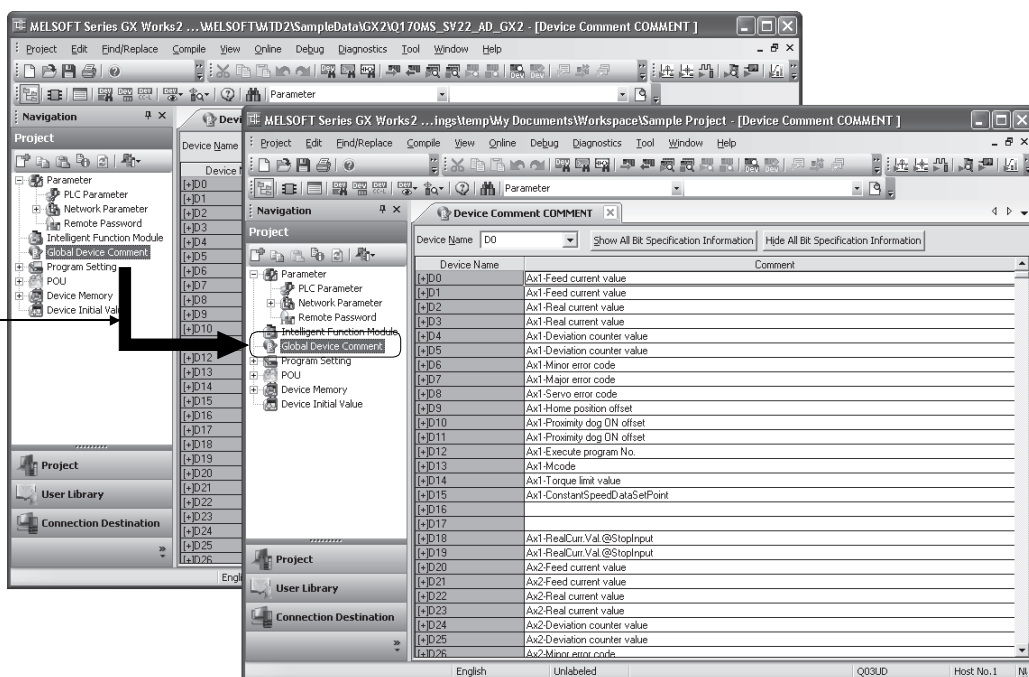 MELSOFT Series GX Works2 ...\MELSOFT\MTD2\SampleData\GX2\Q170MS_SV22_AD_GX2 - [Device Comment COMMENT ]
Project Edit Find/Replace Compile View Online Debug Diagnostics Tool Window Help
Parameter
Navigation
Project
Parameter
PLC Parameter
Network Parameter
Remote Password
Intelligent Function Module
Global Device Comment
Program Setting
POU
Device Memory
Device Initial Valu
Project
User Library
Connection Destination
Devi
Device Name
Device
[+]D0
[+]D1
[+]D2
[+]D3
[+]D4
[+]D5
[+]D6
[+]D7
[+]D8
[+]D9
[+]D10
[+]D12
[+]D13
[+]D14
[+]D15
[+]D16
[+]D17
[+]D18
[+]D19
[+]D20
[+]D21
[+]D22
[+]D23
[+]D24
[+]D25
[+]D26
Engl
MELSOFT Series GX Works2 ...ings\temp\My Documents\Workspace\Sample Project - [Device Comment COMMENT ]
Project Edit Find/Replace Compile View Online Debug Diagnostics Tool Window Help
Parameter
Navigation
Project
Parameter
PLC Parameter
Network Parameter
Remote Password
Intelligent Function Module
Global Device Comment
Program Setting
POU
Device Memory
Device Initial Value
Project
User Library
Connection Destination
Device Comment COMMENT
Device Name D0 Show All Bit Specification Information Hide All Bit Specification Information
Device Name Comment
[+]D0 Ax1-Feed current value
[+]D1 Ax1-Feed current value
[+]D2 Ax1-Real current value
[+]D3 Ax1-Real current value
[+]D4 Ax1-Deviation counter value
[+]D5 Ax1-Deviation counter value
[+]D6 Ax1-Minor error code
[+]D7 Ax1-Major error code
[+]D8 Ax1-Servo error code
[+]D9 Ax1-Home position offset
[+]D10 Ax1-Proximity dog ON offset
[+]D11 Ax1-Proximity dog ON offset
[+]D12 Ax1-Execute program No.
[+]D13 Ax1-Mcode
[+]D14 Ax1-Torque limit value
[+]D15 Ax1-ConstantSpeedDataSetPoint
[+]D16
[+]D17
[+]D18 Ax1-RealCurr.Val.@StopInput
[+]D19 Ax1-RealCurr.Val.@StopInput
[+]D20 Ax2-Feed current value
[+]D21 Ax2-Feed current value
[+]D22 Ax2-Real current value
[+]D23 Ax2-Real current value
[+]D24 Ax2-Deviation counter value
[+]D25 Ax2-Deviation counter value
[+]D26 Ax2-Minor error code
English Unlabeled Q03UD Host No.1